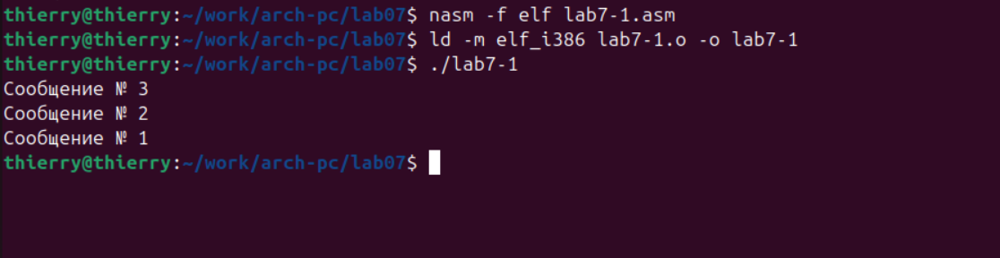 thierry@thierry:~/work/arch-pc/lab07$ nasm -f elf lab7-1.asm
thierry@thierry:~/work/arch-pc/lab07$ ld -m elf_i386 lab7-1.o -o lab7-1
thierry@thierry:~/work/arch-pc/lab07$ ./lab7-1
Сообщение № 3
Сообщение № 2
Сообщение № 1
thierry@thierry:~/work/arch-pc/lab07$